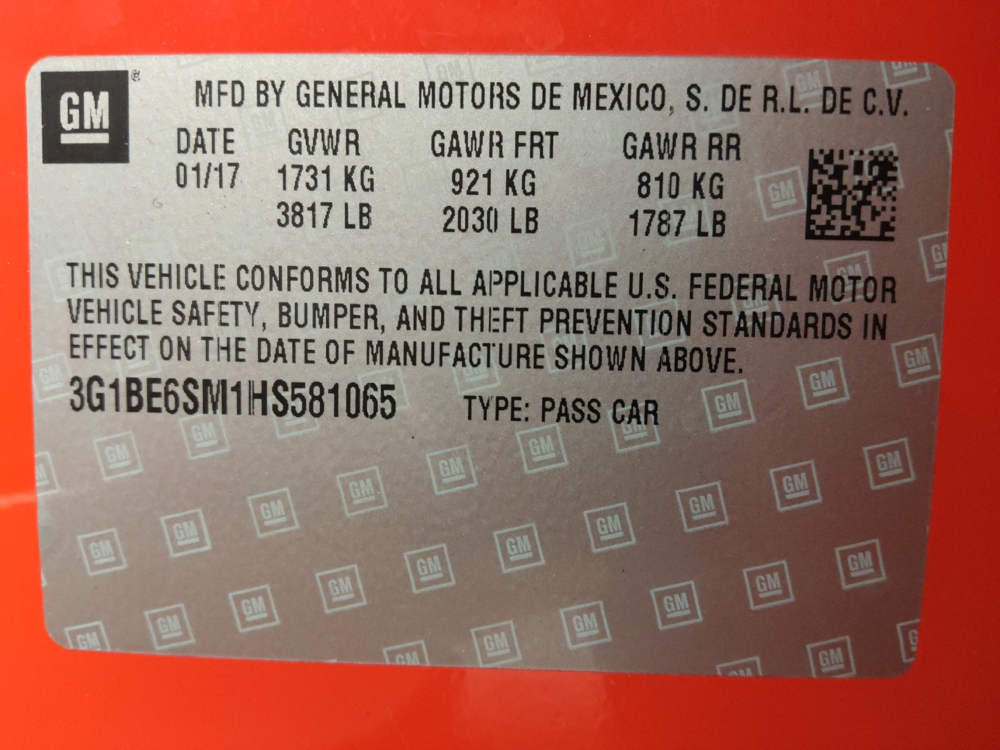 GM ®
MFD BY GENERAL MOTORS DE MEXICO, S. DE R.L. DE C.V.
DATE GVWR GAWR FRT GAWR RR
01/17 1731 KG 921 KG 810 KG
3817 LB 2030 LB 1787 LB
THIS VEHICLE CONFORMS TO ALL APPLICABLE U.S. FEDERAL MOTOR
VEHICLE SAFETY, BUMPER, AND THEFT PREVENTION STANDARDS IN
EFFECT ON THE DATE OF MANUFACTURE SHOWN ABOVE.
3G1BE6SM1HS581065 TYPE: PASS CAR